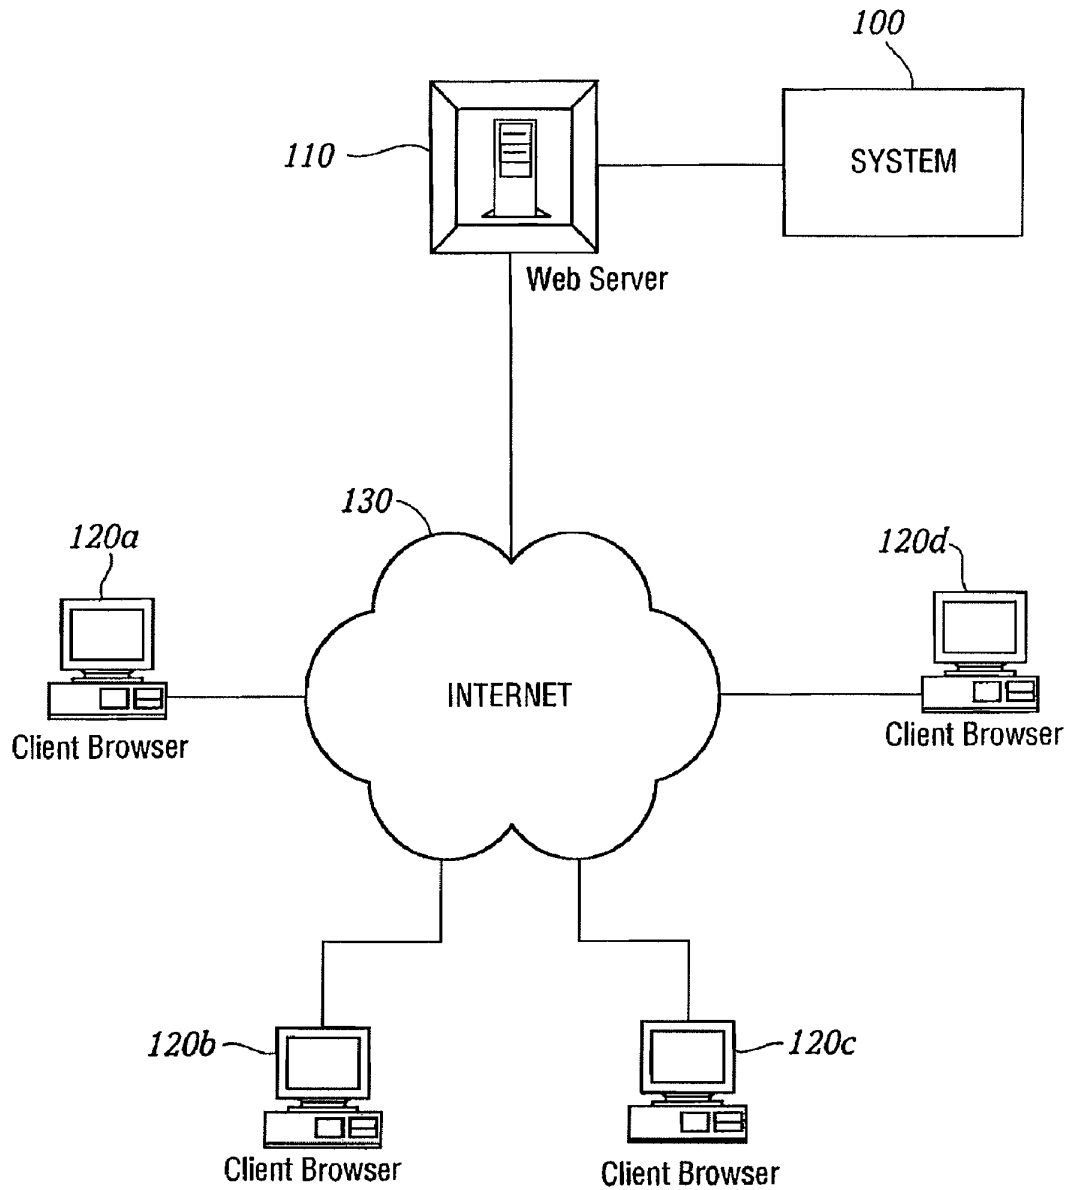 100
110
SYSTEM
Web Server
130
120a
120d
INTERNET
Client Browser
Client Browser
120b
120c
Client Browser
Client Browser